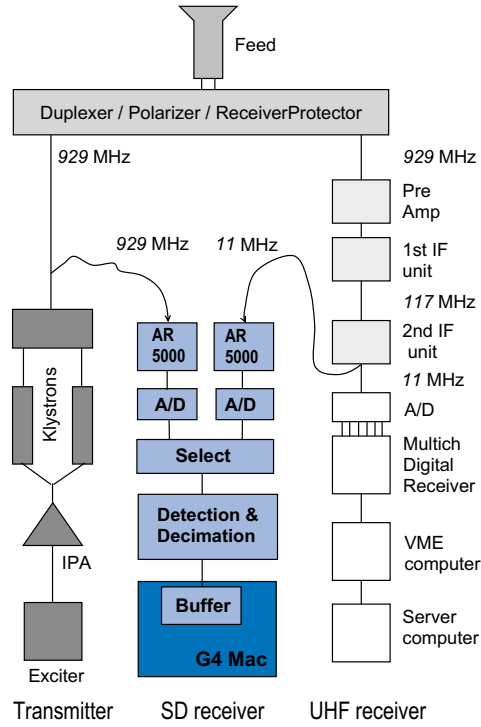 Feed
Duplexer / Polarizer / ReceiverProtector
929 MHz
929 MHz
Pre
Amp
929 MHz
11 MHz
1st IF
unit
117 MHz
AR
5000
AR
5000
2nd IF
unit
11 MHz
Klystrons
A/D
A/D
A/D
Select
Multich
Digital
Receiver
Detection &
Decimation
IPA
VME
computer
Buffer
G4 Mac
Server
computer
Exciter
Transmitter
SD receiver
UHF receiver